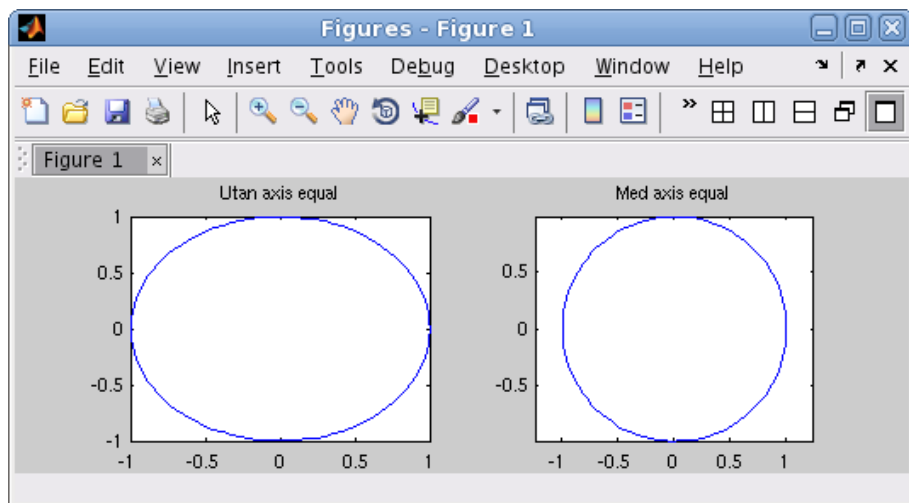 Figures - Figure 1
File Edit View Insert Tools Debug Desktop Window Help
Figure 1
Utan axis equal
1
0.5
0
-0.5
-1
-1 -0.5 0 0.5 1
Med axis equal
0.5
0
-0.5
-1 -0.5 0 0.5 1